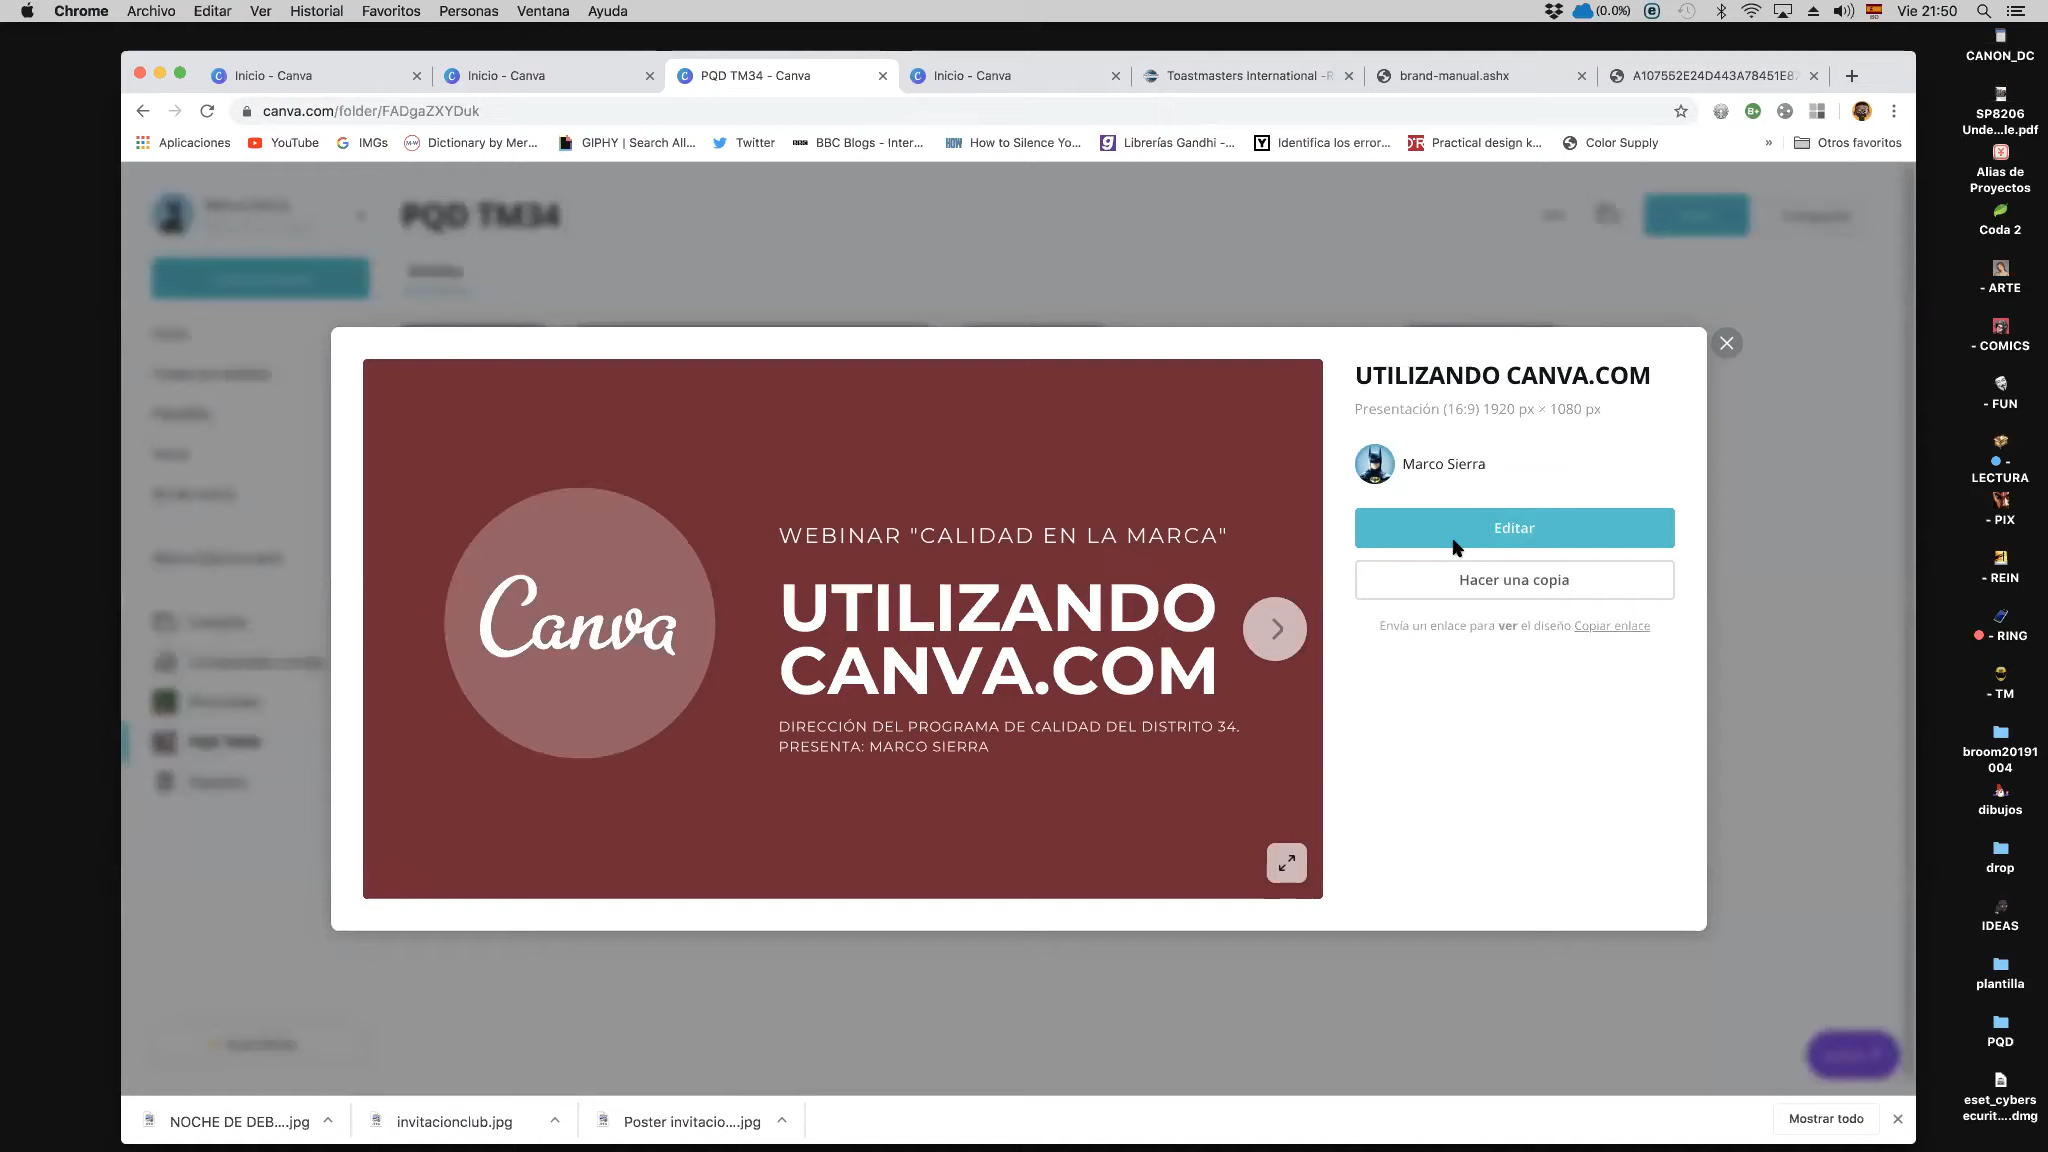 Chrome Archivo Editar Ver Historial Favoritos Personas Ventana Ayuda
(0.0%) Vie 21:50
Inicio - Canva
Inicio - Canva
PQD TM34 - Canva
Inicio - Canva
Toastmasters International -R
brand-manual.ashx
A107552E24D443A78451E87
canva.com/folder/FADgaZXYDuk
Aplicaciones YouTube IMGs Dictionary by Mer... GIPHY | Search All... Twitter BBC Blogs - Inter... How to Silence Yo... Librerías Gandhi -... Identifica los error... Practical design k... Color Supply » Otros favoritos
PQD TM34
UTILIZANDO CANVA.COM
Presentación (16:9) 1920 px × 1080 px
Marco Sierra
Editar
Hacer una copia
Envía un enlace para ver el diseño Copiar enlace
Canva
WEBINAR "CALIDAD EN LA MARCA"
UTILIZANDO
CANVA.COM
DIRECCIÓN DEL PROGRAMA DE CALIDAD DEL DISTRITO 34.
PRESENTA: MARCO SIERRA
NOCHE DE DEB....jpg
invitacionclub.jpg
Poster invitacio....jpg
Mostrar todo
CANON_DC
SP8206
Unde...le.pdf
Alias de
Proyectos
Coda 2
- ARTE
- COMICS
- FUN
-
LECTURA
- PIX
- REIN
- RING
- TM
broom20191
004
dibujos
drop
IDEAS
plantilla
PQD
eset_cybers
ecurit....dmg